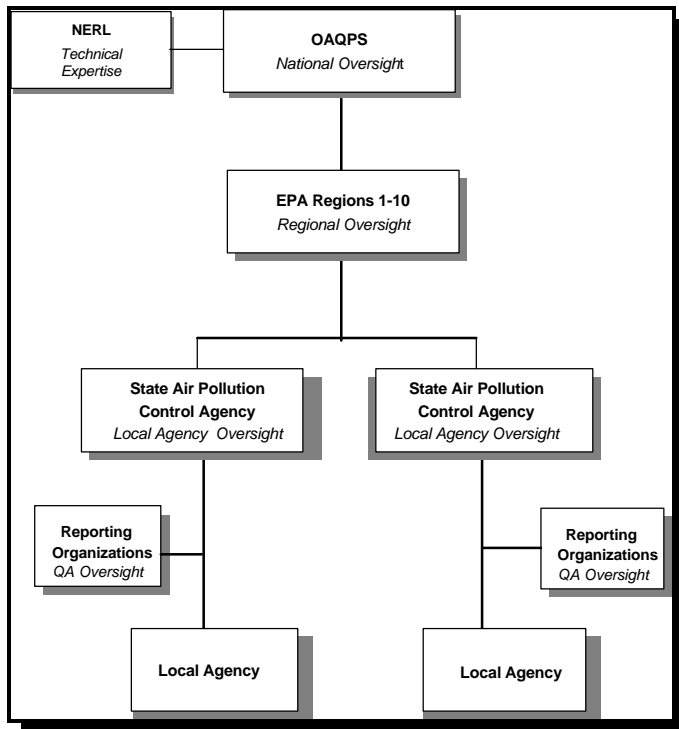 NERL
Technical
Expertise
OAQPS
National Oversight
EPA Regions 1-10
Regional Oversight
State Air Pollution
Control Agency
Local Agency Oversight
State Air Pollution
Control Agency
Local Agency Oversight
Reporting
Organizations
QA Oversight
Reporting
Organizations
QA Oversight
Local Agency
Local Agency